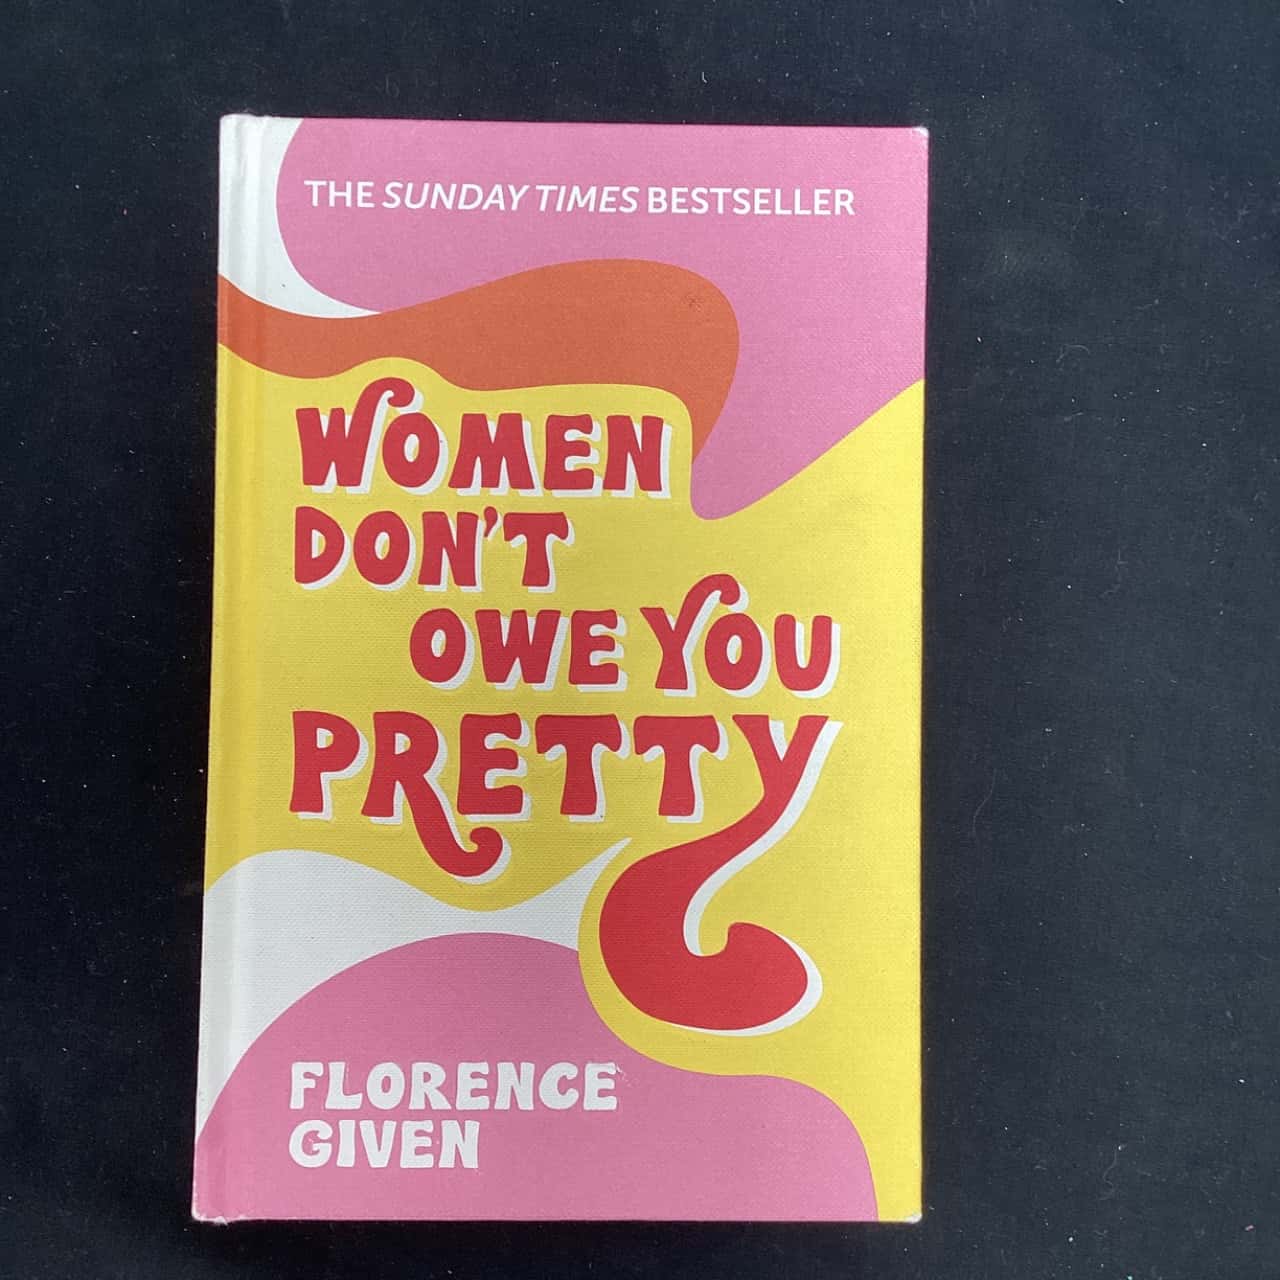 THE SUNDAY TIMES BESTSELLER
WOMEN
DON'T
OWE YOU
PRETTY
FLORENCE
GIVEN